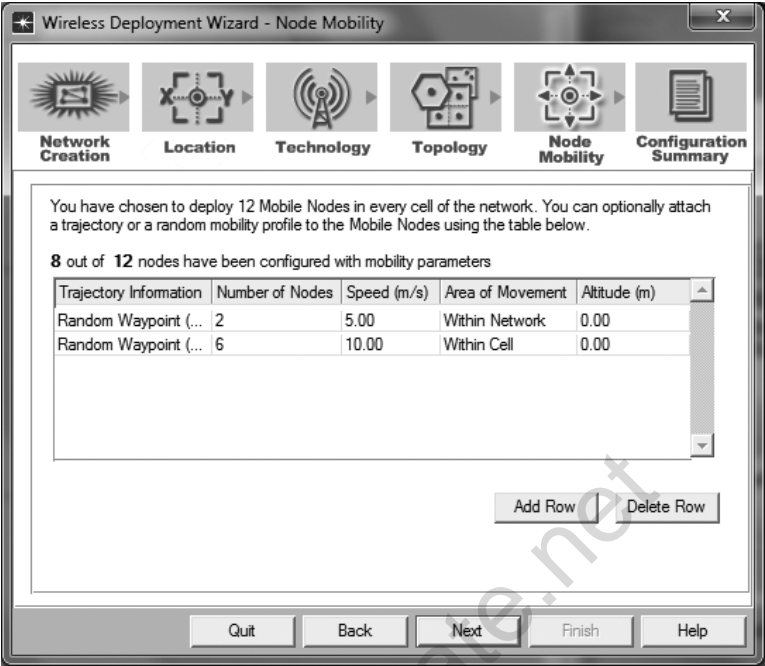 Wireless Deployment Wizard - Node Mobility
X
X Y
Network Creation
Location
Technology
Topology
Node Mobility
Configuration Summary
You have chosen to deploy 12 Mobile Nodes in every cell of the network. You can optionally attach
a trajectory or a random mobility profile to the Mobile Nodes using the table below.
8 out of 12 nodes have been configured with mobility parameters
Trajectory Information Number of Nodes Speed (m/s) Area of Movement Altitude (m)
Random Waypoint (... 2 5.00 Within Network 0.00
Random Waypoint (... 6 10.00 Within Cell 0.00
Add Row Delete Row
Quit Back Next Finish Help